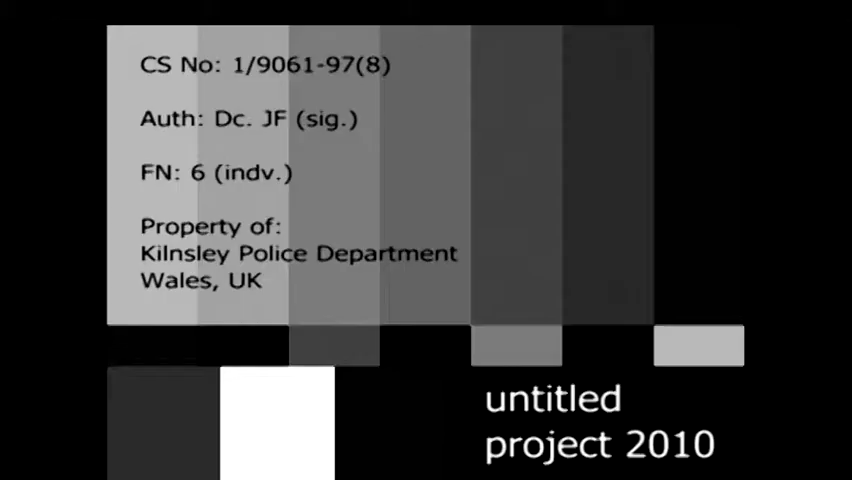 CS No: 1/9061-97(8)
Auth: Dc. JF (sig.)
FN: 6 (indv.)
Property of:
Kilnsley Police Department
Wales, UK
untitled
project 2010